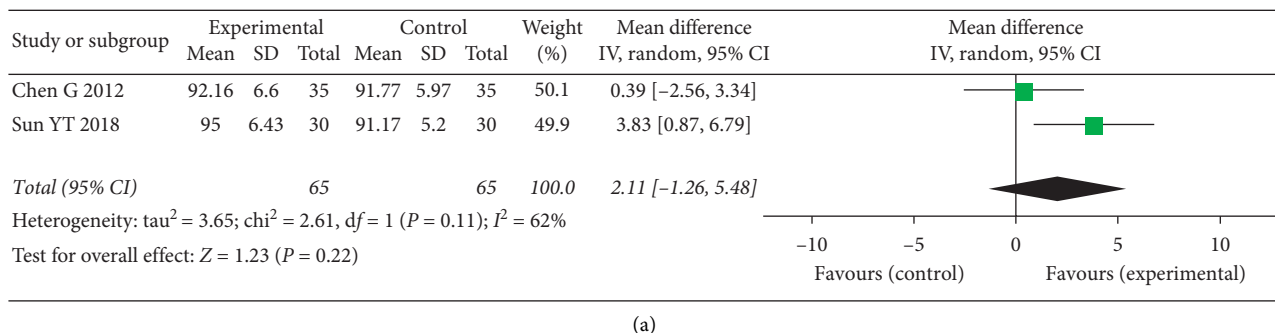 Study or subgroup Experimental Control Weight Mean difference Mean difference
Mean SD Total Mean SD Total (%) IV, random, 95% CI IV, random, 95% CI
Chen G 2012 92.16 6.6 35 91.77 5.97 35 50.1 0.39 [–2.56, 3.34]
Sun YT 2018 95 6.43 30 91.17 5.2 30 49.9 3.83 [0.87, 6.79]
Total (95% CI) 65 65 100.0 2.11 [–1.26, 5.48]
Heterogeneity: tau² = 3.65; chi² = 2.61, df = 1 (P = 0.11); I² = 62%
Test for overall effect: Z = 1.23 (P = 0.22)
–10 –5 0 5 10
Favours (control) Favours (experimental)
(a)